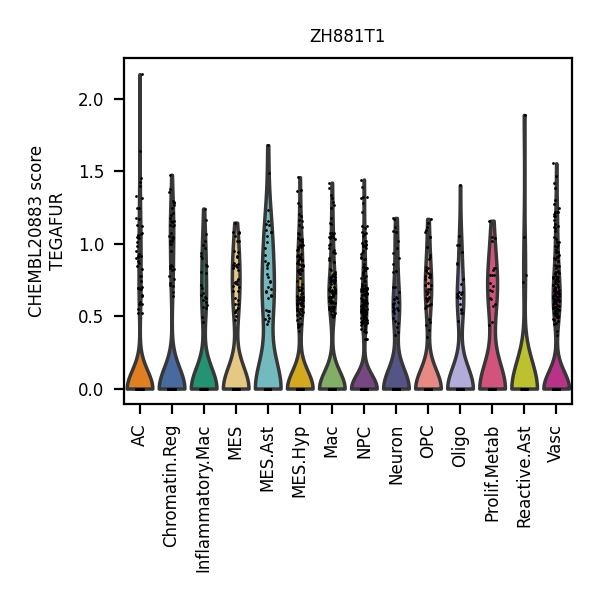 ZH881T1
CHEMBL20883 score
TEGAFUR
2.0
1.5
1.0
0.5
0.0
AC
Chromatin.Reg
Inflammatory.Mac
MES
MES.Ast
MES.Hyp
Mac
NPC
Neuron
OPC
Oligo
Prolif.Metab
Reactive.Ast
Vasc